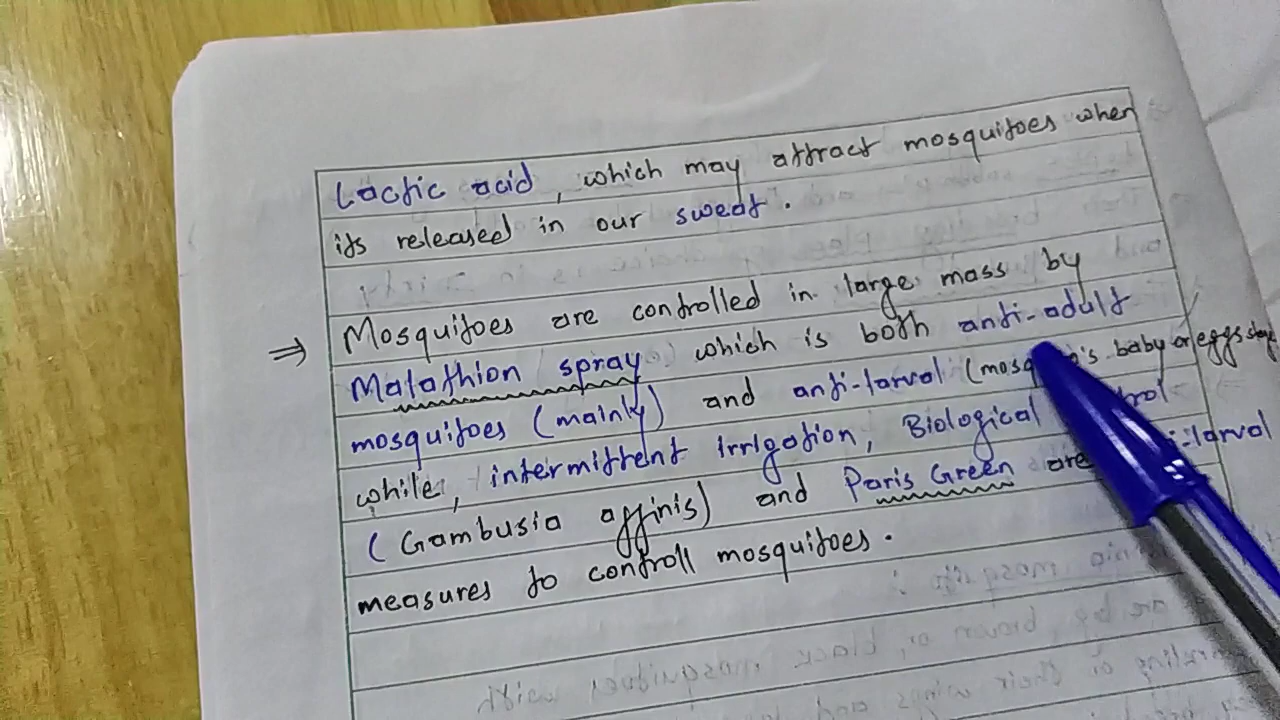 Lactic acid, which may attract mosquitoes when
its released in our sweat.
⇒ Mosquitoes are controlled in large mass by
Malathion spray which is both anti-adult
mosquitoes (mainly) and anti-larval (mosq 's baby or eggs
while, intermittent Irrigation, Biological
(Gambusia affinis) and Paris Green are i-larval
measures to controll mosquitoes.